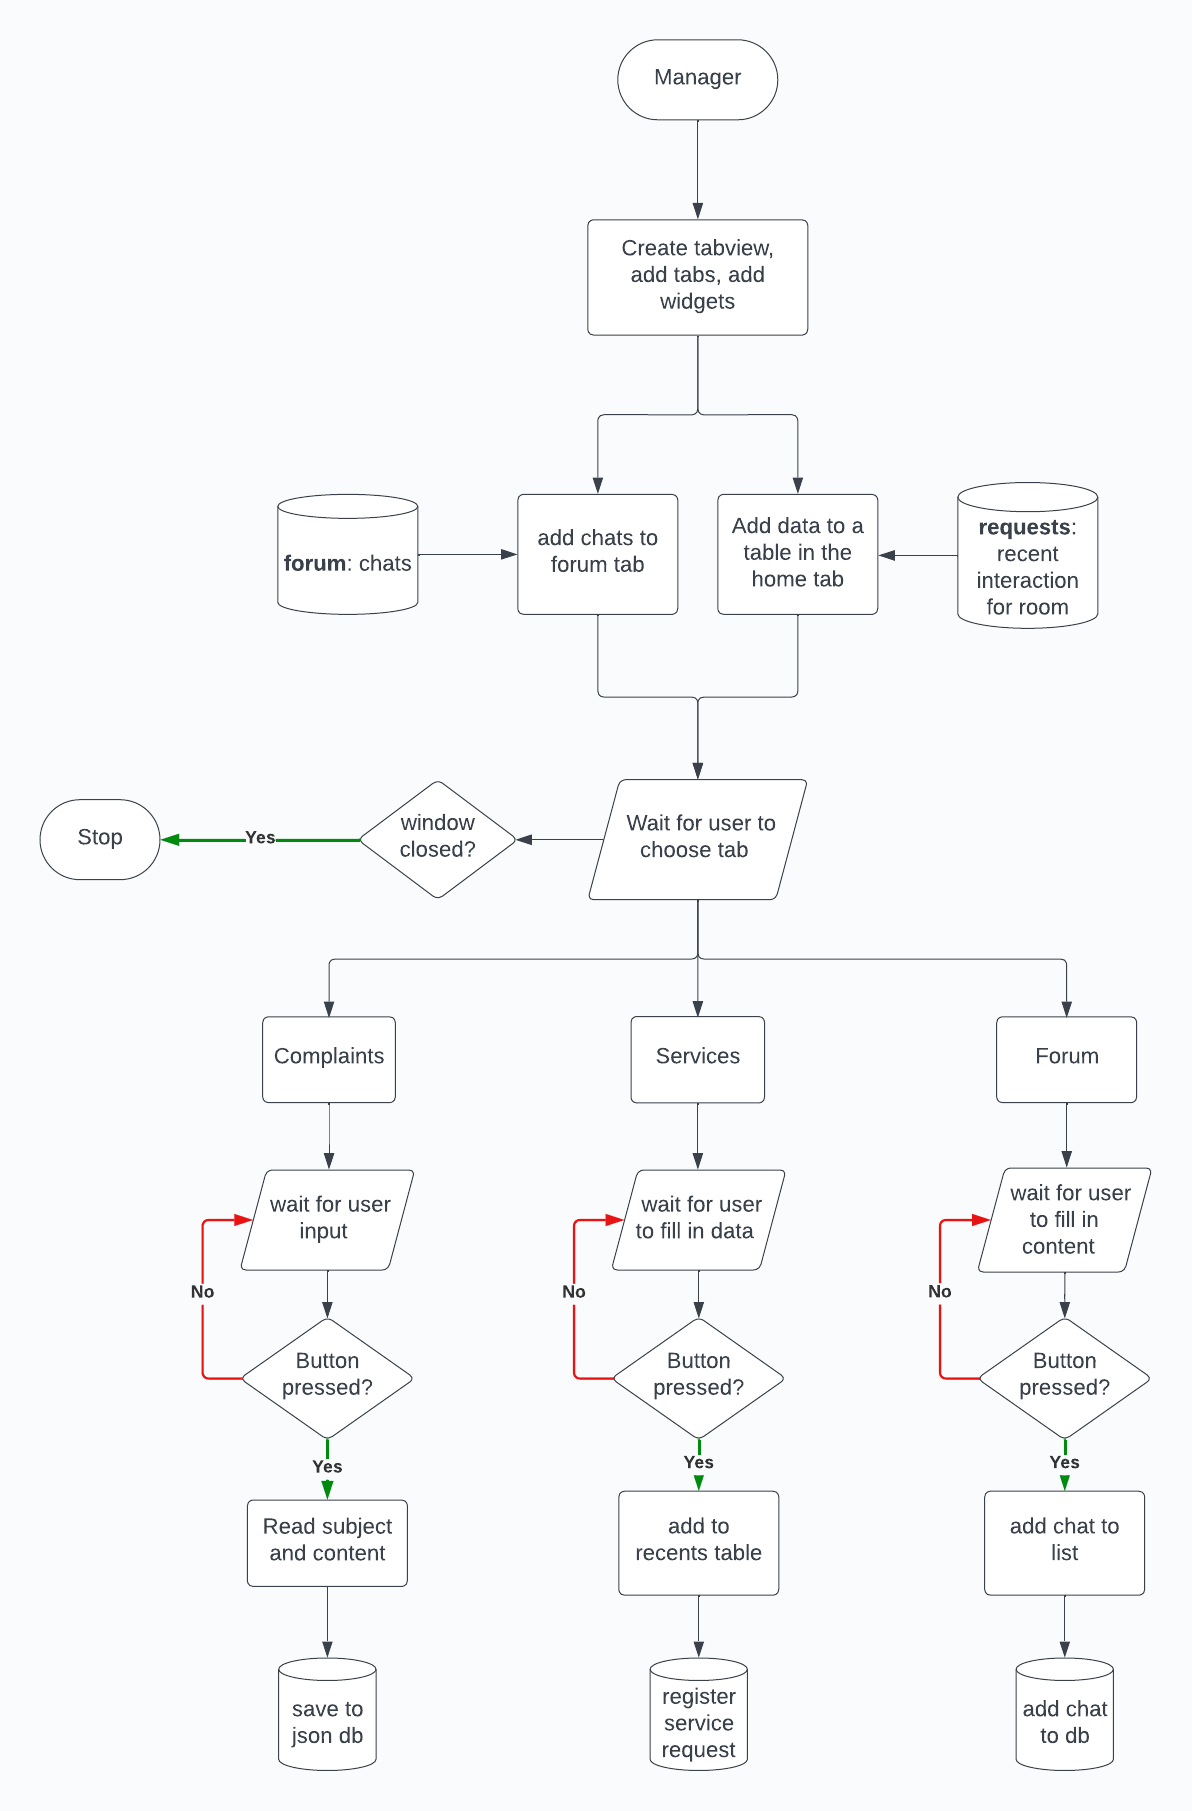 Manager
Create tabview,
add tabs, add
widgets
forum: chats
add chats to
forum tab
Add data to a
table in the
home tab
requests:
recent
interaction
for room
Stop
Yes
window
closed?
Wait for user to
choose tab
Complaints
Services
Forum
wait for user
input
wait for user
to fill in data
wait for user
to fill in
content
No
No
No
Button
pressed?
Button
pressed?
Button
pressed?
Yes
Yes
Yes
Read subject
and content
add to
recents table
add chat to
list
save to
json db
register
service
request
add chat
to db